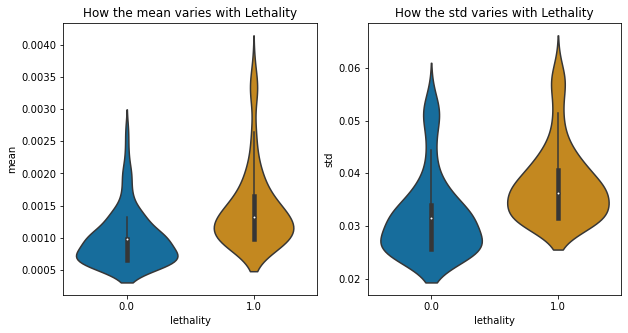 How the mean varies with Lethality
How the std varies with Lethality
0.0040
0.0035
0.0030
0.0025
0.0020
0.0015
0.0010
0.0005
mean
0.0
1.0
lethality
0.06
0.05
0.04
0.03
0.02
std
0.0
1.0
lethality